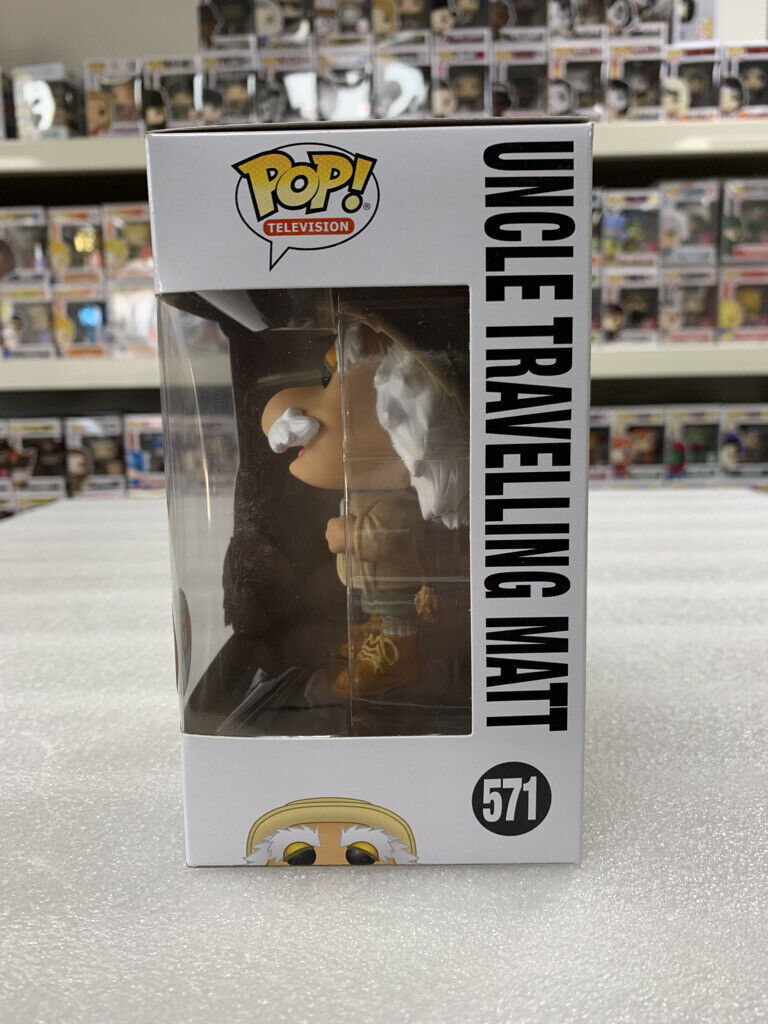 POP!
®
TELEVISION
UNCLE TRAVELLING MATT
571